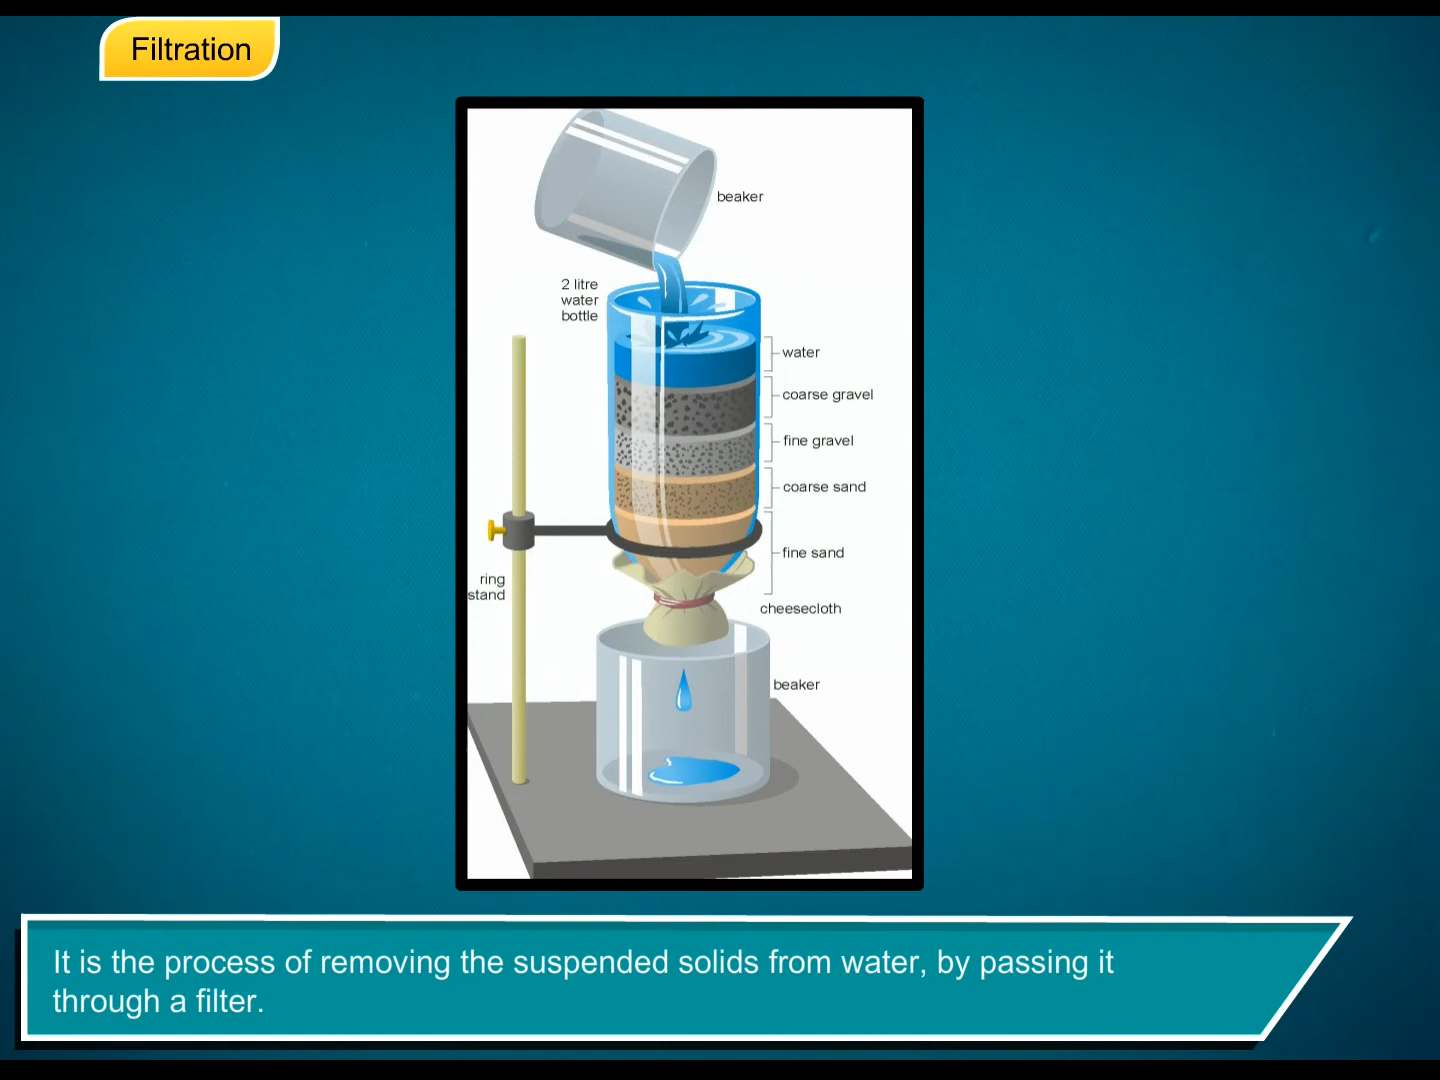 Filtration
beaker
2 litre
water
bottle
water
coarse gravel
fine gravel
coarse sand
fine sand
ring
stand
cheesecloth
beaker
It is the process of removing the suspended solids from water, by passing it
through a filter.